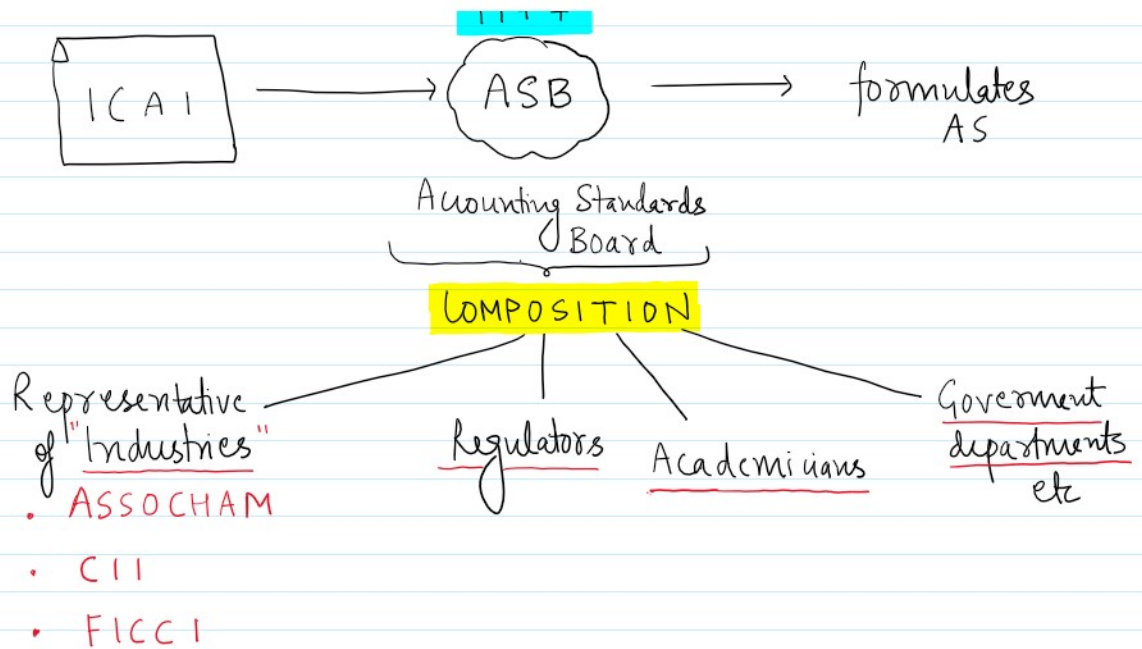 ICAI
ASB
formulates
AS
Accounting Standards
Board
COMPOSITION
Representative
of "Industries"
• ASSOCHAM
• CII
• FICCI
Regulators
Academicians
Goverment
departments
etc